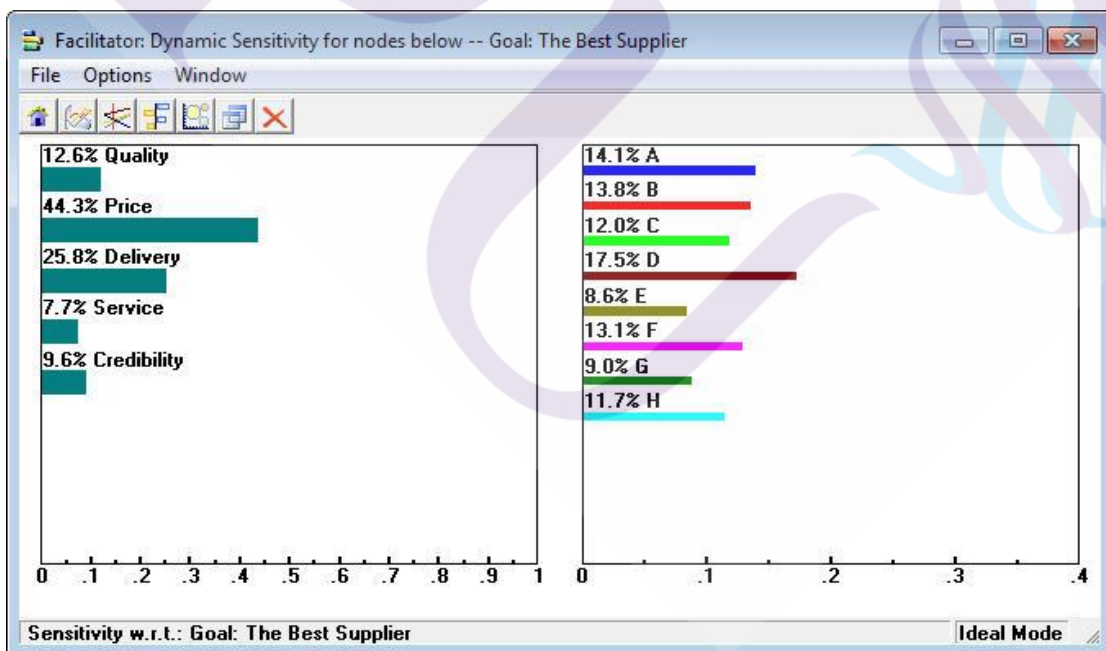 Facilitator: Dynamic Sensitivity for nodes below -- Goal: The Best Supplier
File Options Window
12.6% Quality
44.3% Price
25.8% Delivery
7.7% Service
9.6% Credibility
0 .1 .2 .3 .4 .5 .6 .7 .8 .9 1
14.1% A
13.8% B
12.0% C
17.5% D
8.6% E
13.1% F
9.0% G
11.7% H
0 .1 .2 .3 .4
Sensitivity w.r.t.: Goal: The Best Supplier
Ideal Mode